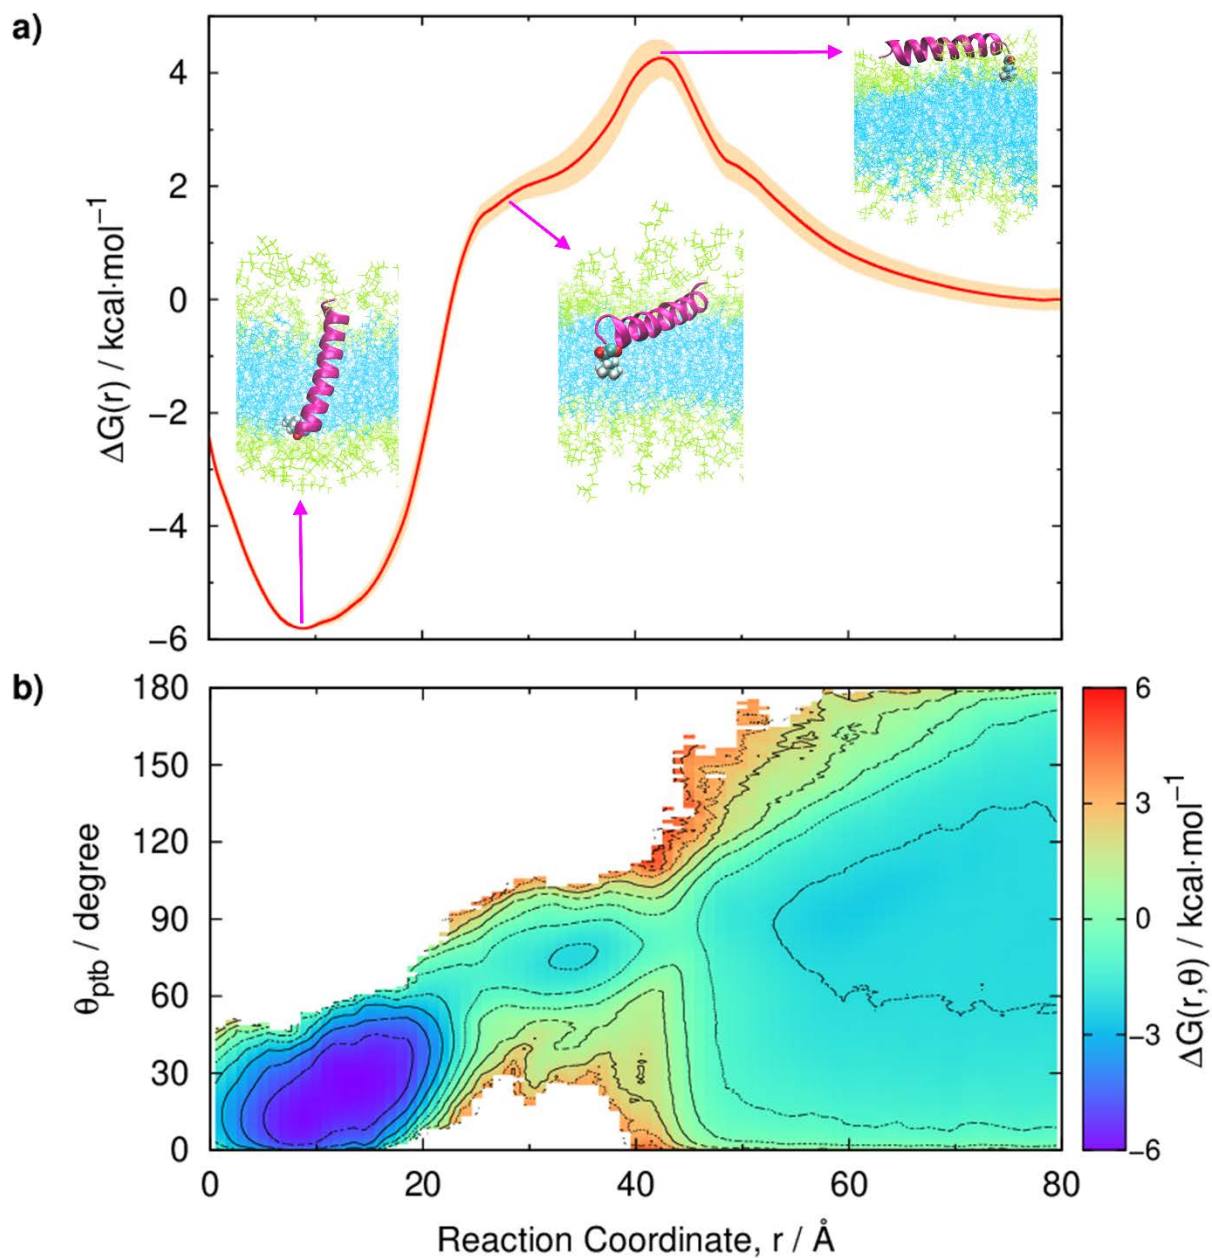 a)
4
2
0
−2
−4
−6
ΔG(r) / kcal·mol⁻¹
b)
180
150
120
90
60
30
0
θptb / degree
0 20 40 60 80
Reaction Coordinate, r / Å
6
3
0
−3
−6
ΔG(r,θ) / kcal·mol⁻¹